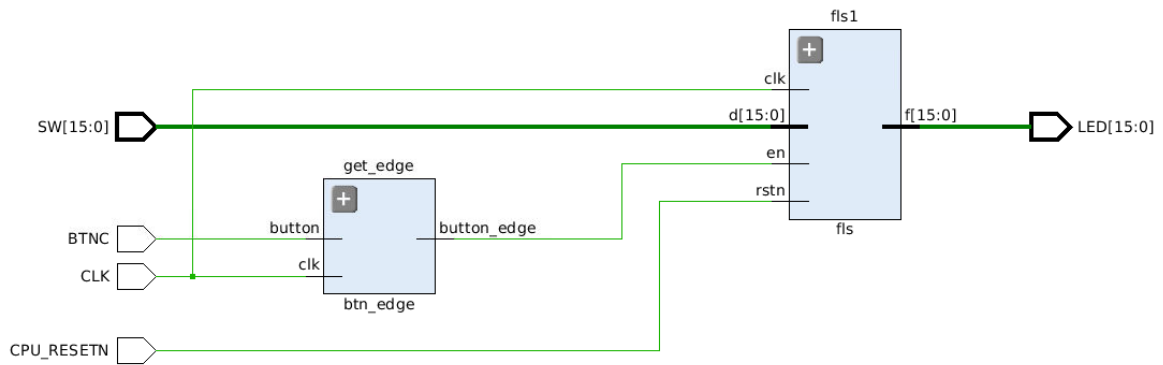 fls1
clk
SW[15:0]
d[15:0]
f[15:0]
LED[15:0]
en
get_edge
rstn
BTNC
button
button_edge
fls
CLK
clk
btn_edge
CPU_RESETN